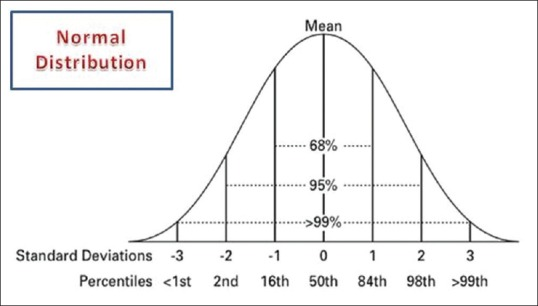 Normal
Distribution
Mean
68%
95%
>99%
Standard Deviations -3 -2 -1 0 1 2 3
Percentiles <1st 2nd 16th 50th 84th 98th >99th